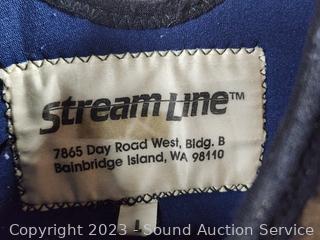 Stream Line™
7865 Day Road West, Bldg. B
Bainbridge Island, WA 98110
L
Copyright © 2023 - Sound Auction Service